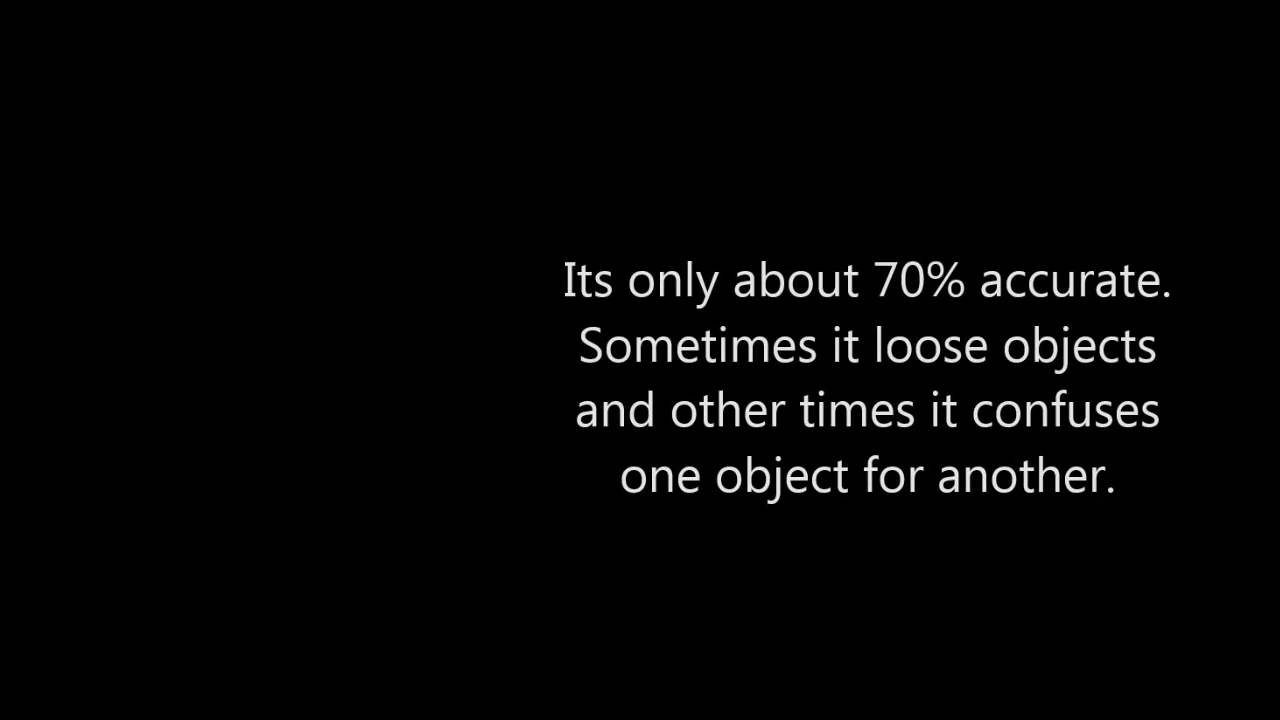 Its only about 70% accurate.
Sometimes it loose objects
and other times it confuses
one object for another.